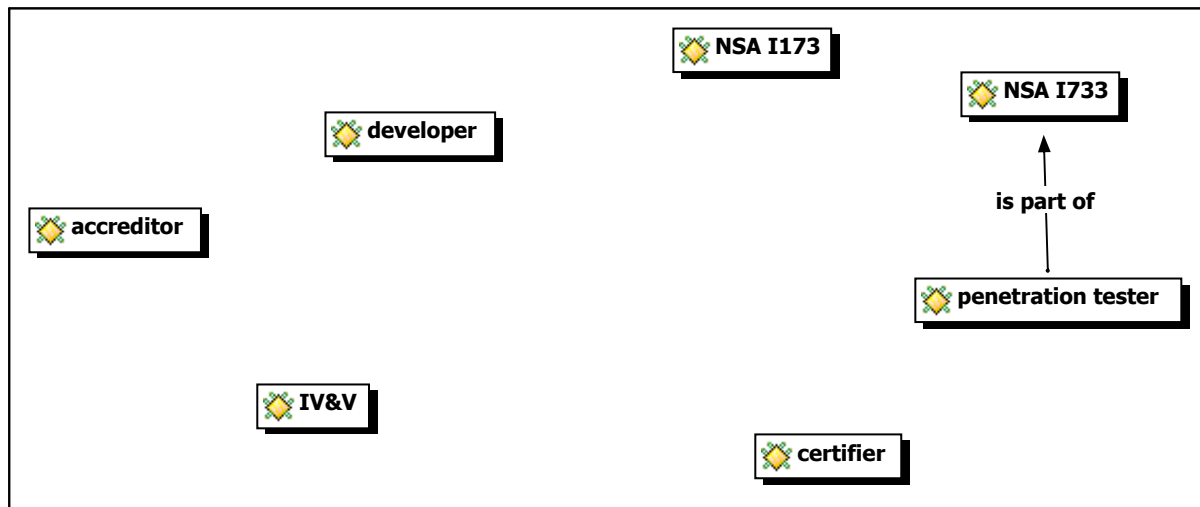 NSA I173
NSA I733
developer
is part of
accreditor
penetration tester
IV&V
certifier